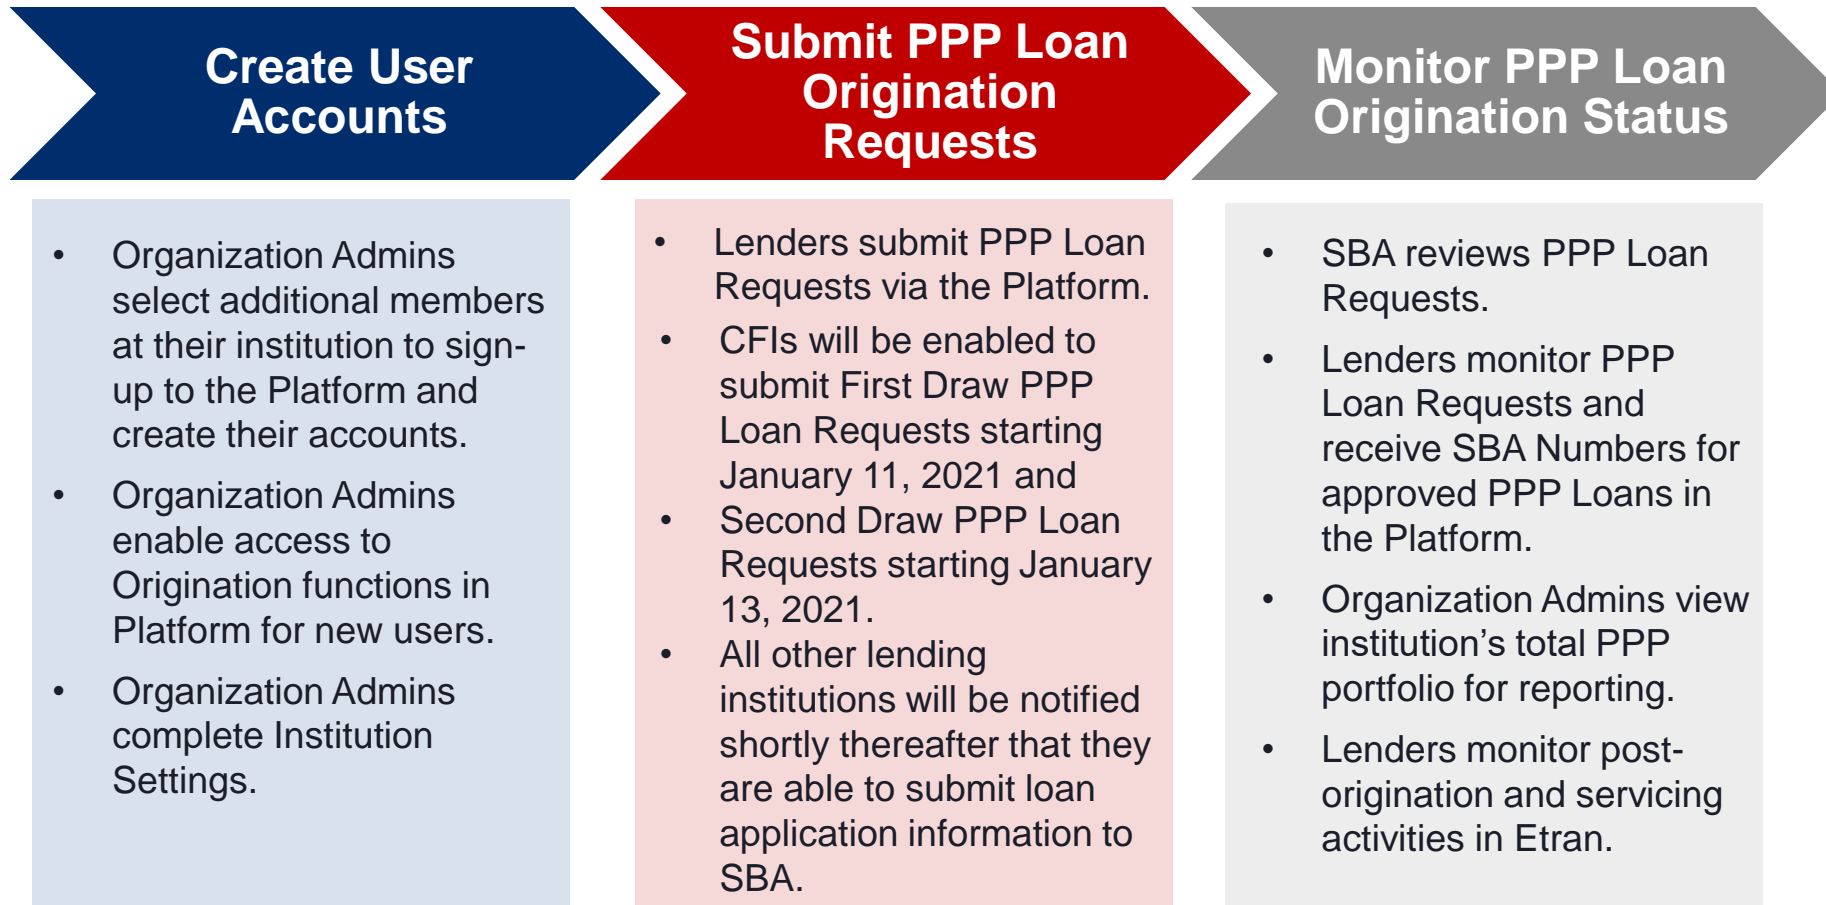 Create User
Accounts
Submit PPP Loan
Origination
Requests
Monitor PPP Loan
Origination Status
• Organization Admins
select additional members
at their institution to sign-
up to the Platform and
create their accounts.
• Organization Admins
enable access to
Origination functions in
Platform for new users.
• Organization Admins
complete Institution
Settings.
• Lenders submit PPP Loan
Requests via the Platform.
• CFIs will be enabled to
submit First Draw PPP
Loan Requests starting
January 11, 2021 and
• Second Draw PPP Loan
Requests starting January
13, 2021.
• All other lending
institutions will be notified
shortly thereafter that they
are able to submit loan
application information to
SBA.
• SBA reviews PPP Loan
Requests.
• Lenders monitor PPP
Loan Requests and
receive SBA Numbers for
approved PPP Loans in
the Platform.
• Organization Admins view
institution’s total PPP
portfolio for reporting.
• Lenders monitor post-
origination and servicing
activities in Etran.